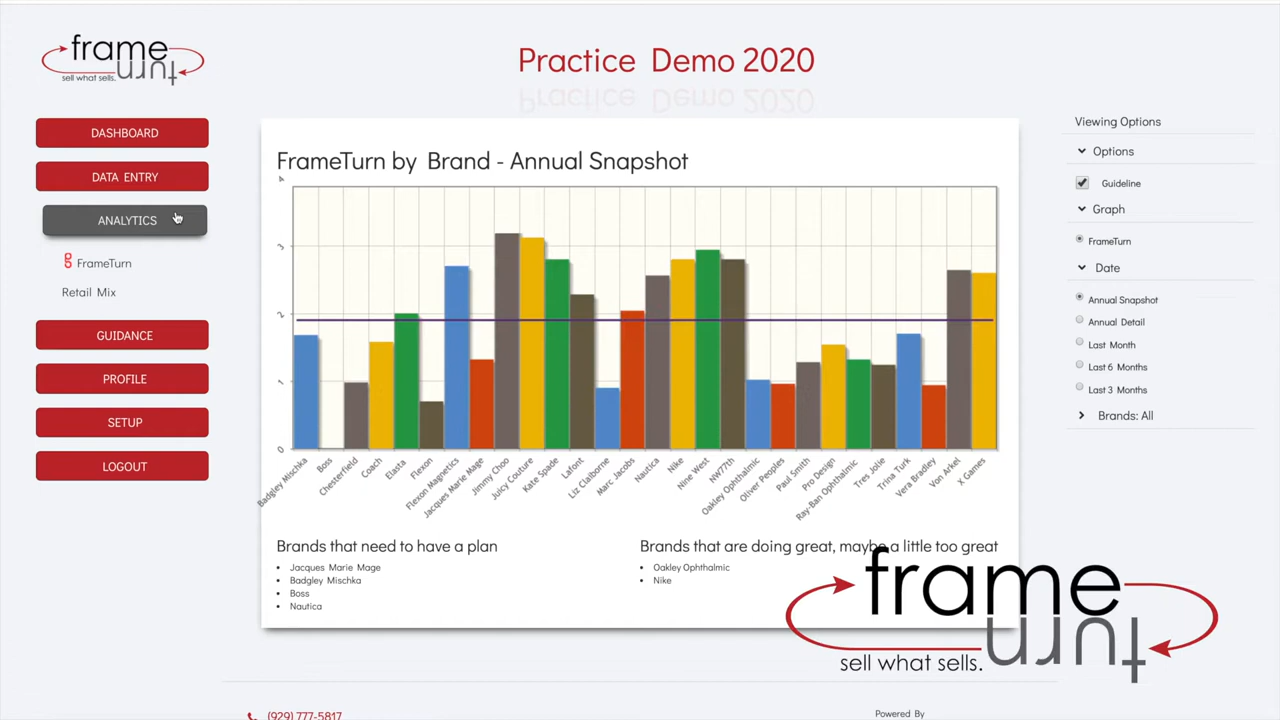 frame
turn
sell what sells.
Practice Demo 2020
DASHBOARD
DATA ENTRY
ANALYTICS
FrameTurn
Retail Mix
GUIDANCE
PROFILE
SETUP
LOGOUT
FrameTurn by Brand - Annual Snapshot
4
3
2
1
0
Badgley Mischka
Boss
Chesterfield
Coach
Elasta
Flexon
Flexon Magnetics
Jacques Marie Mage
Jimmy Choo
Juicy Couture
Kate Spade
Lafont
Liz Claiborne
Marc Jacobs
Nautica
Nike
Nine West
NW77th
Oakley Ophthalmic
Oliver Peoples
Paul Smith
Pro Design
Ray-Ban Ophthalmic
Tres Jolie
Trina Turk
Vera Bradley
Von Arkel
X Games
Brands that need to have a plan
Jacques Marie Mage
Badgley Mischka
Boss
Nautica
Brands that are doing great, maybe a little too great
Oakley Ophthalmic
Nike
Viewing Options
Options
Guideline
Graph
FrameTurn
Date
Annual Snapshot
Annual Detail
Last Month
Last 6 Months
Last 3 Months
Brands: All
frame
turn
sell what sells.
(929) 777-5817
Powered By